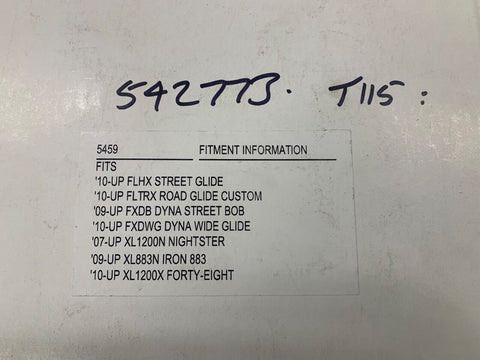 5427TB. T115:
5459 FITMENT INFORMATION
FITS
'10-UP FLHX STREET GLIDE
'10-UP FLTRX ROAD GLIDE CUSTOM
'09-UP FXDB DYNA STREET BOB
'10-UP FXDWG DYNA WIDE GLIDE
'07-UP XL1200N NIGHTSTER
'09-UP XL883N IRON 883
'10-UP XL1200X FORTY-EIGHT